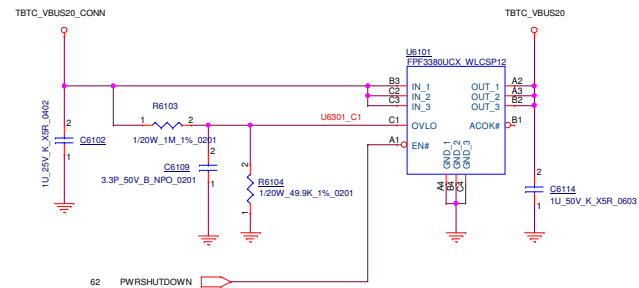 TBTC_VBUS20_CONN
TBTC_VBUS20
U6101
FPF3380UCX_WLCSP12
B3 IN_1 OUT_1 A2
C2 IN_2 OUT_2 A3
C3 IN_3 OUT_3 B2
R6103
1 2
1/20W_1M_1%_0201
U6301_C1
C1 OVLO ACOK# B1
A1 EN#
GND_1
GND_2
GND_3
A4
B4
C4
1U_25V_K_X5R_0402
2
C6102
1
2
C6109
1
3.3P_50V_B_NPO_0201
2
R6104
1/20W_49.9K_1%_0201
1
2
C6114
1U_50V_K_X5R_0603
1
62 PWRSHUTDOWN